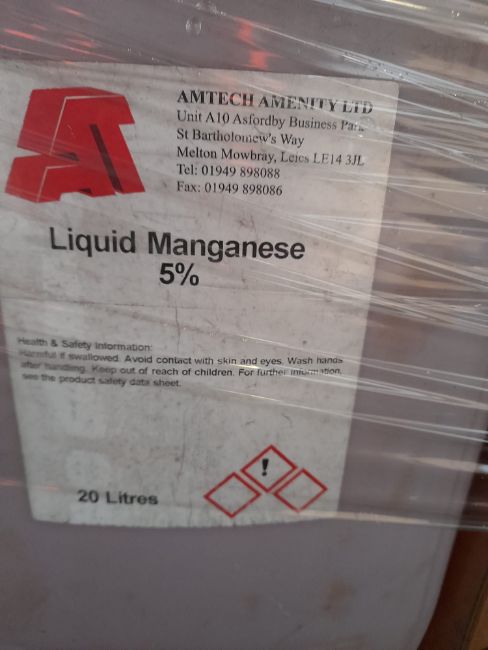 AMTECH AMENITY LTD
Unit A10 Asfordby Business Park
St Bartholomew's Way
Melton Mowbray, Leics LE14 3JL
Tel: 01949 898088
Fax: 01949 898086
Liquid Manganese
5%
Health & Safety Information:
Harmful if swallowed. Avoid contact with skin and eyes. Wash hands
after handling. Keep out of reach of children. For further information,
see the product safety data sheet.
!
20 Litres